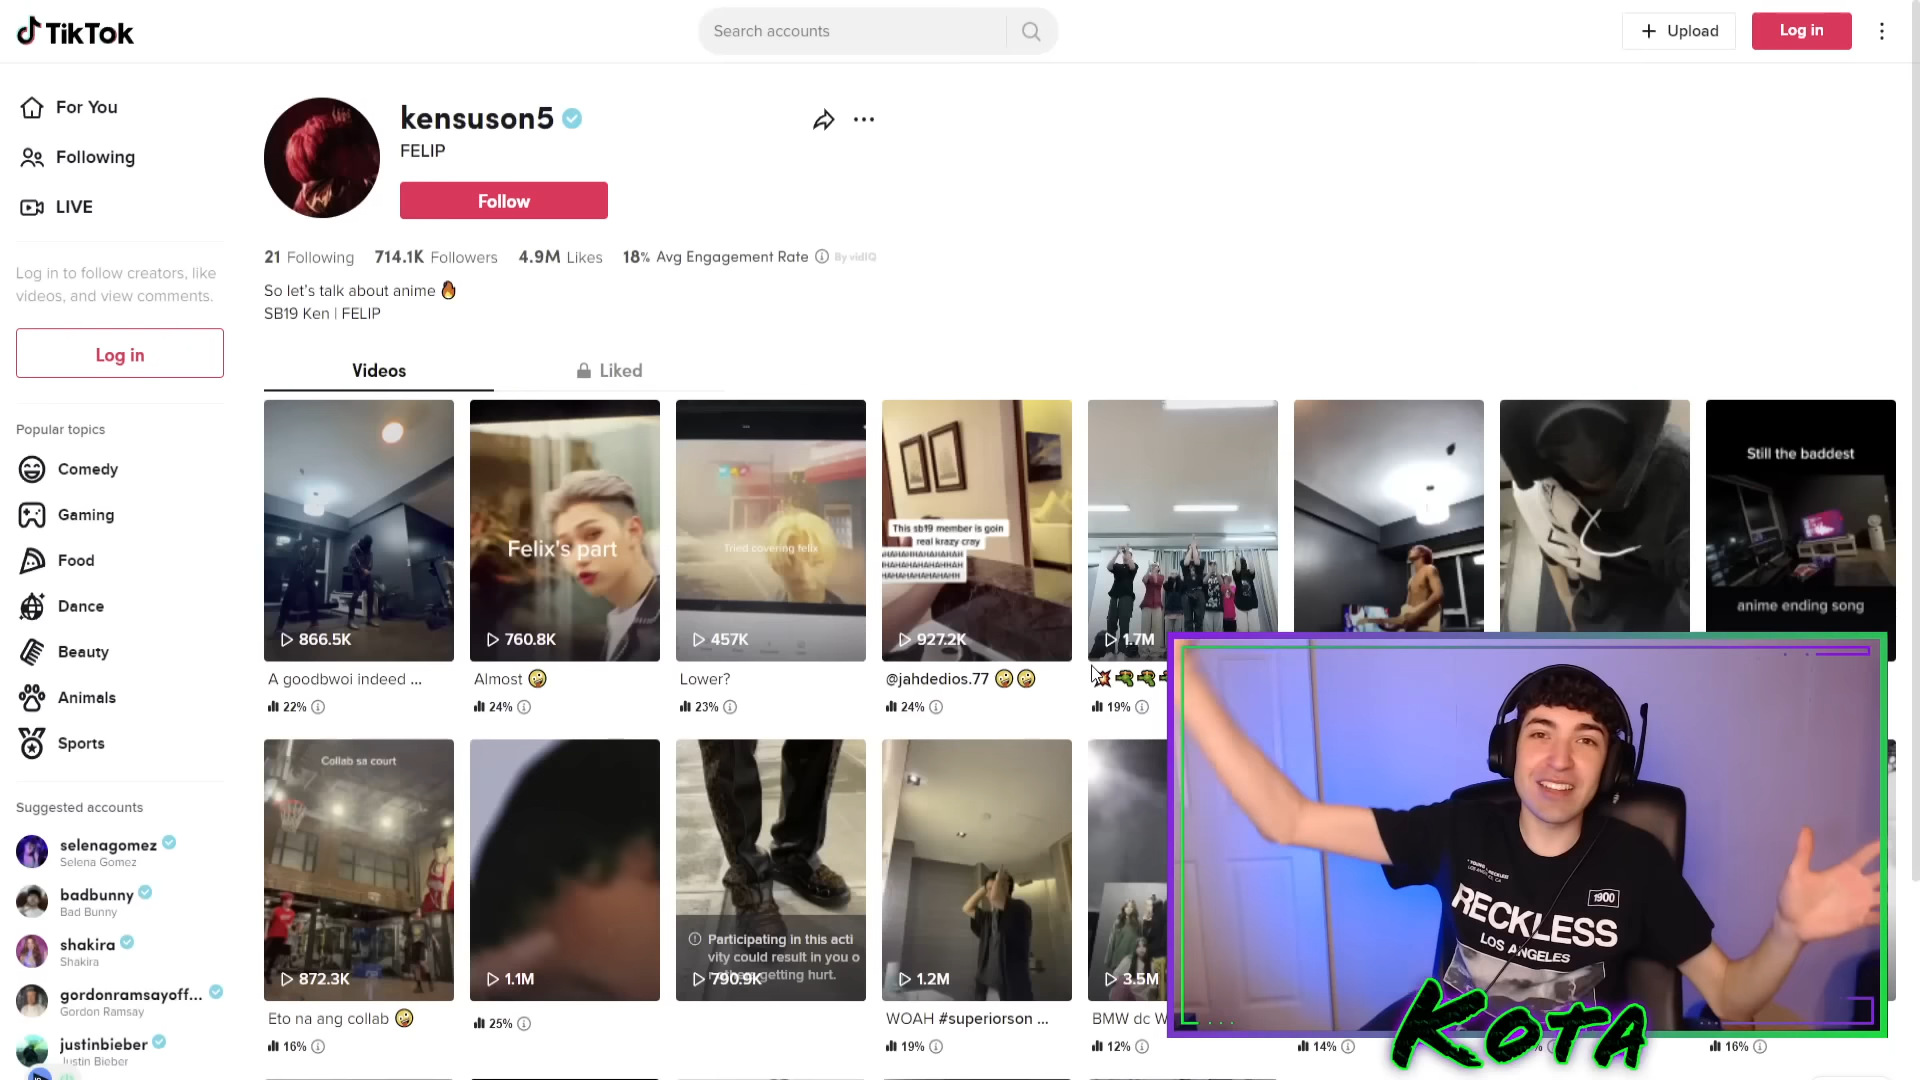 TikTok
Search accounts
Upload
Log in
For You
Following
LIVE
Log in to follow creators, like
videos, and view comments.
Log in
Popular topics
Comedy
Gaming
Food
Dance
Beauty
Animals
Sports
Suggested accounts
selenagomez
Selena Gomez
badbunny
Bad Bunny
shakira
Shakira
gordonramsayoff...
Gordon Ramsay
justinbieber
Justin Bieber
kensuson5
FELIP
Follow
21 Following 714.1K Followers 4.9M Likes 18% Avg Engagement Rate By vidIQ
So let's talk about anime 🔥
SB19 Ken | FELIP
Videos
Liked
866.5K
A goodbwoi indeed ...
22%
Felix's part
760.8K
Almost 🤪
24%
Tried covering felix
457K
Lower?
23%
This sb19 member is goin
real krazy cray
927.2K
@jahdedios.77 🤪🤪
24%
1.7M
19%
Still the baddest
anime ending song
Collab sa court
872.3K
Eto na ang collab 🤪
16%
1.1M
25%
Participating in this acti
vity could result in you o
getting hurt.
790.9K
1.2M
WOAH #superiorson ...
19%
3.5M
BMW dc W
12%
14%
16%
1900
RECKLESS
LOS ANGELES
KOTA